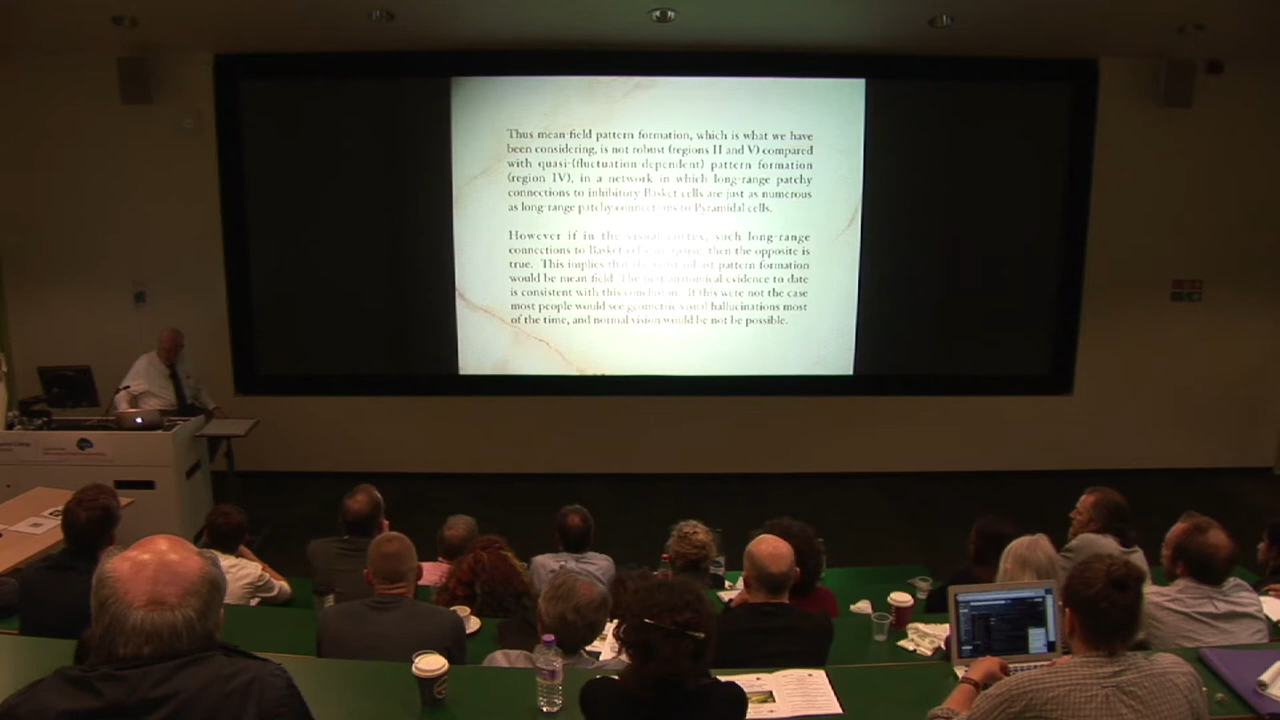 Thus mean-field pattern formation, which is what we have
been considering, is not robust (regions II and V) compared
with quasi-(fluctuation-dependent) pattern formation
(region IV), in a network in which long-range patchy
connections to inhibitory Basket cells are just as numerous
as long-range patchy connections to Pyramidal cells.
However if in the visual cortex, such long-range
connections to Basket cells are sparse, then the opposite is
true. This implies that the most robust pattern formation
would be mean field. The best anatomical evidence to date
is consistent with this conclusion. If this were not the case
most people would see geometric visual hallucinations most
of the time, and normal vision would be not be possible.